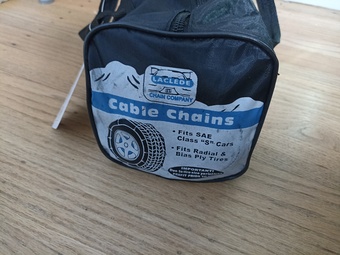 LACLEDE
CHAIN COMPANY
Cable Chains
• Fits SAE
Class "S" Cars
• Fits Radial &
Bias Ply Tires
IMPORTANT!